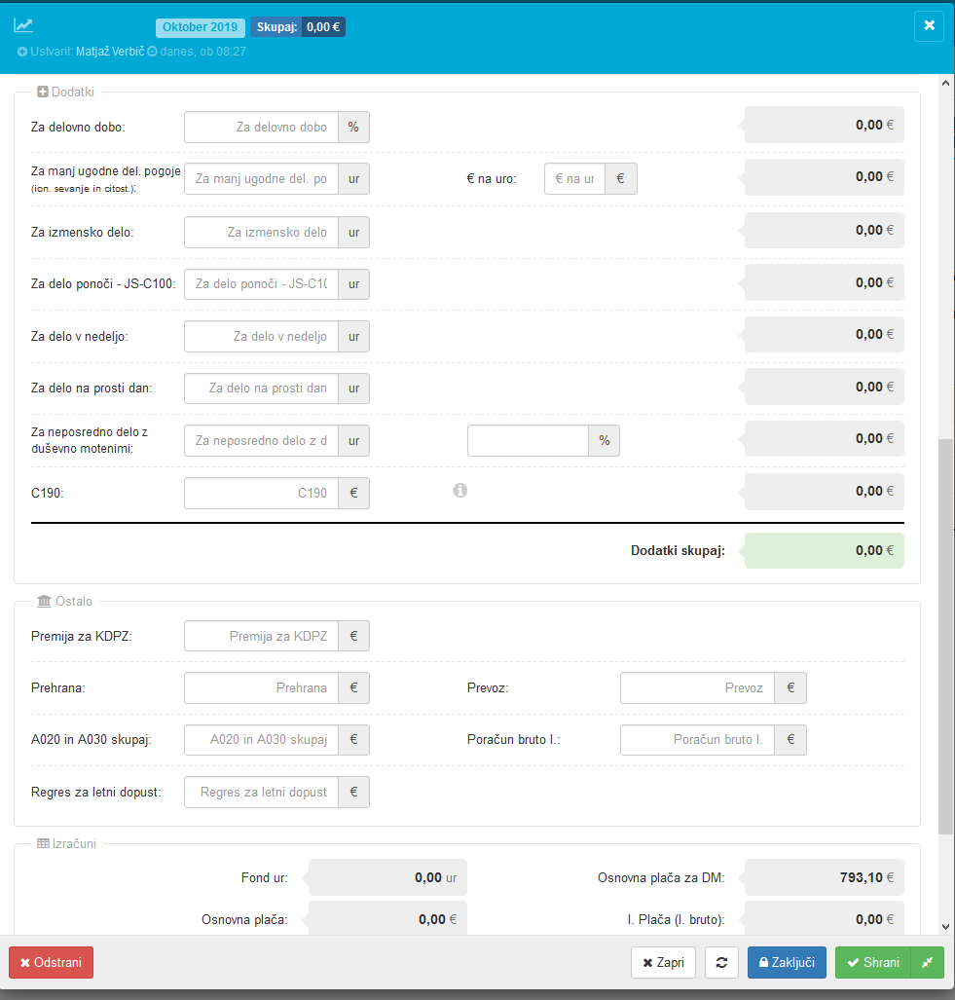 Oktober 2019 Skupaj: 0,00 €
Ustvaril: Matjaž Verbič danes, ob 08:27
Dodatki
Za delovno dobo: Za delovno dobo % 0,00 €
Za manj ugodne del. pogoje
(ion. sevanje in citost.): Za manj ugodne del. po ur € na uro: € na ur € 0,00 €
Za izmensko delo: Za izmensko delo ur 0,00 €
Za delo ponoči - JS-C100: Za delo ponoči - JS-C10 ur 0,00 €
Za delo v nedeljo: Za delo v nedeljo ur 0,00 €
Za delo na prosti dan: Za delo na prosti dan ur 0,00 €
Za neposredno delo z
duševno motenimi: Za neposredno delo z d ur % 0,00 €
C190: C190 € 0,00 €
Dodatki skupaj: 0,00 €
Ostalo
Premija za KDPZ: Premija za KDPZ €
Prehrana: Prehrana € Prevoz: Prevoz €
A020 in A030 skupaj: A020 in A030 skupaj € Poračun bruto I.: Poračun bruto I. €
Regres za letni dopust: Regres za letni dopust €
Izračuni
Fond ur: 0,00 ur Osnovna plača za DM: 793,10 €
Osnovna plača: 0,00 € I. Plača (I. bruto): 0,00 €
Odstrani Zapri Zaključi Shrani